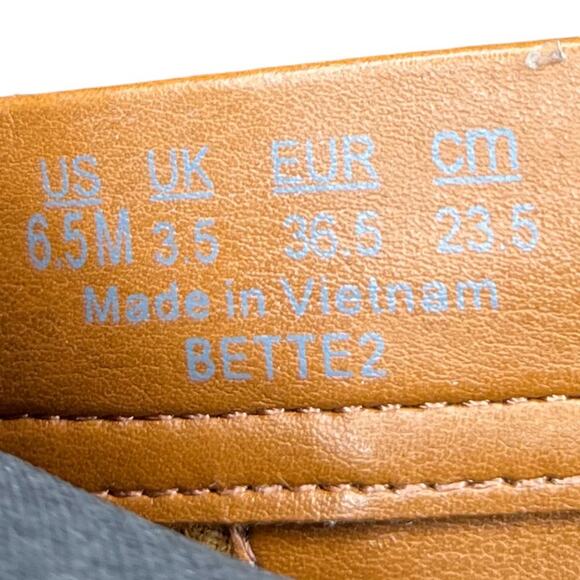 US UK EUR cm
6.5M 3.5 36.5 23.5
Made in Vietnam
BETTE2